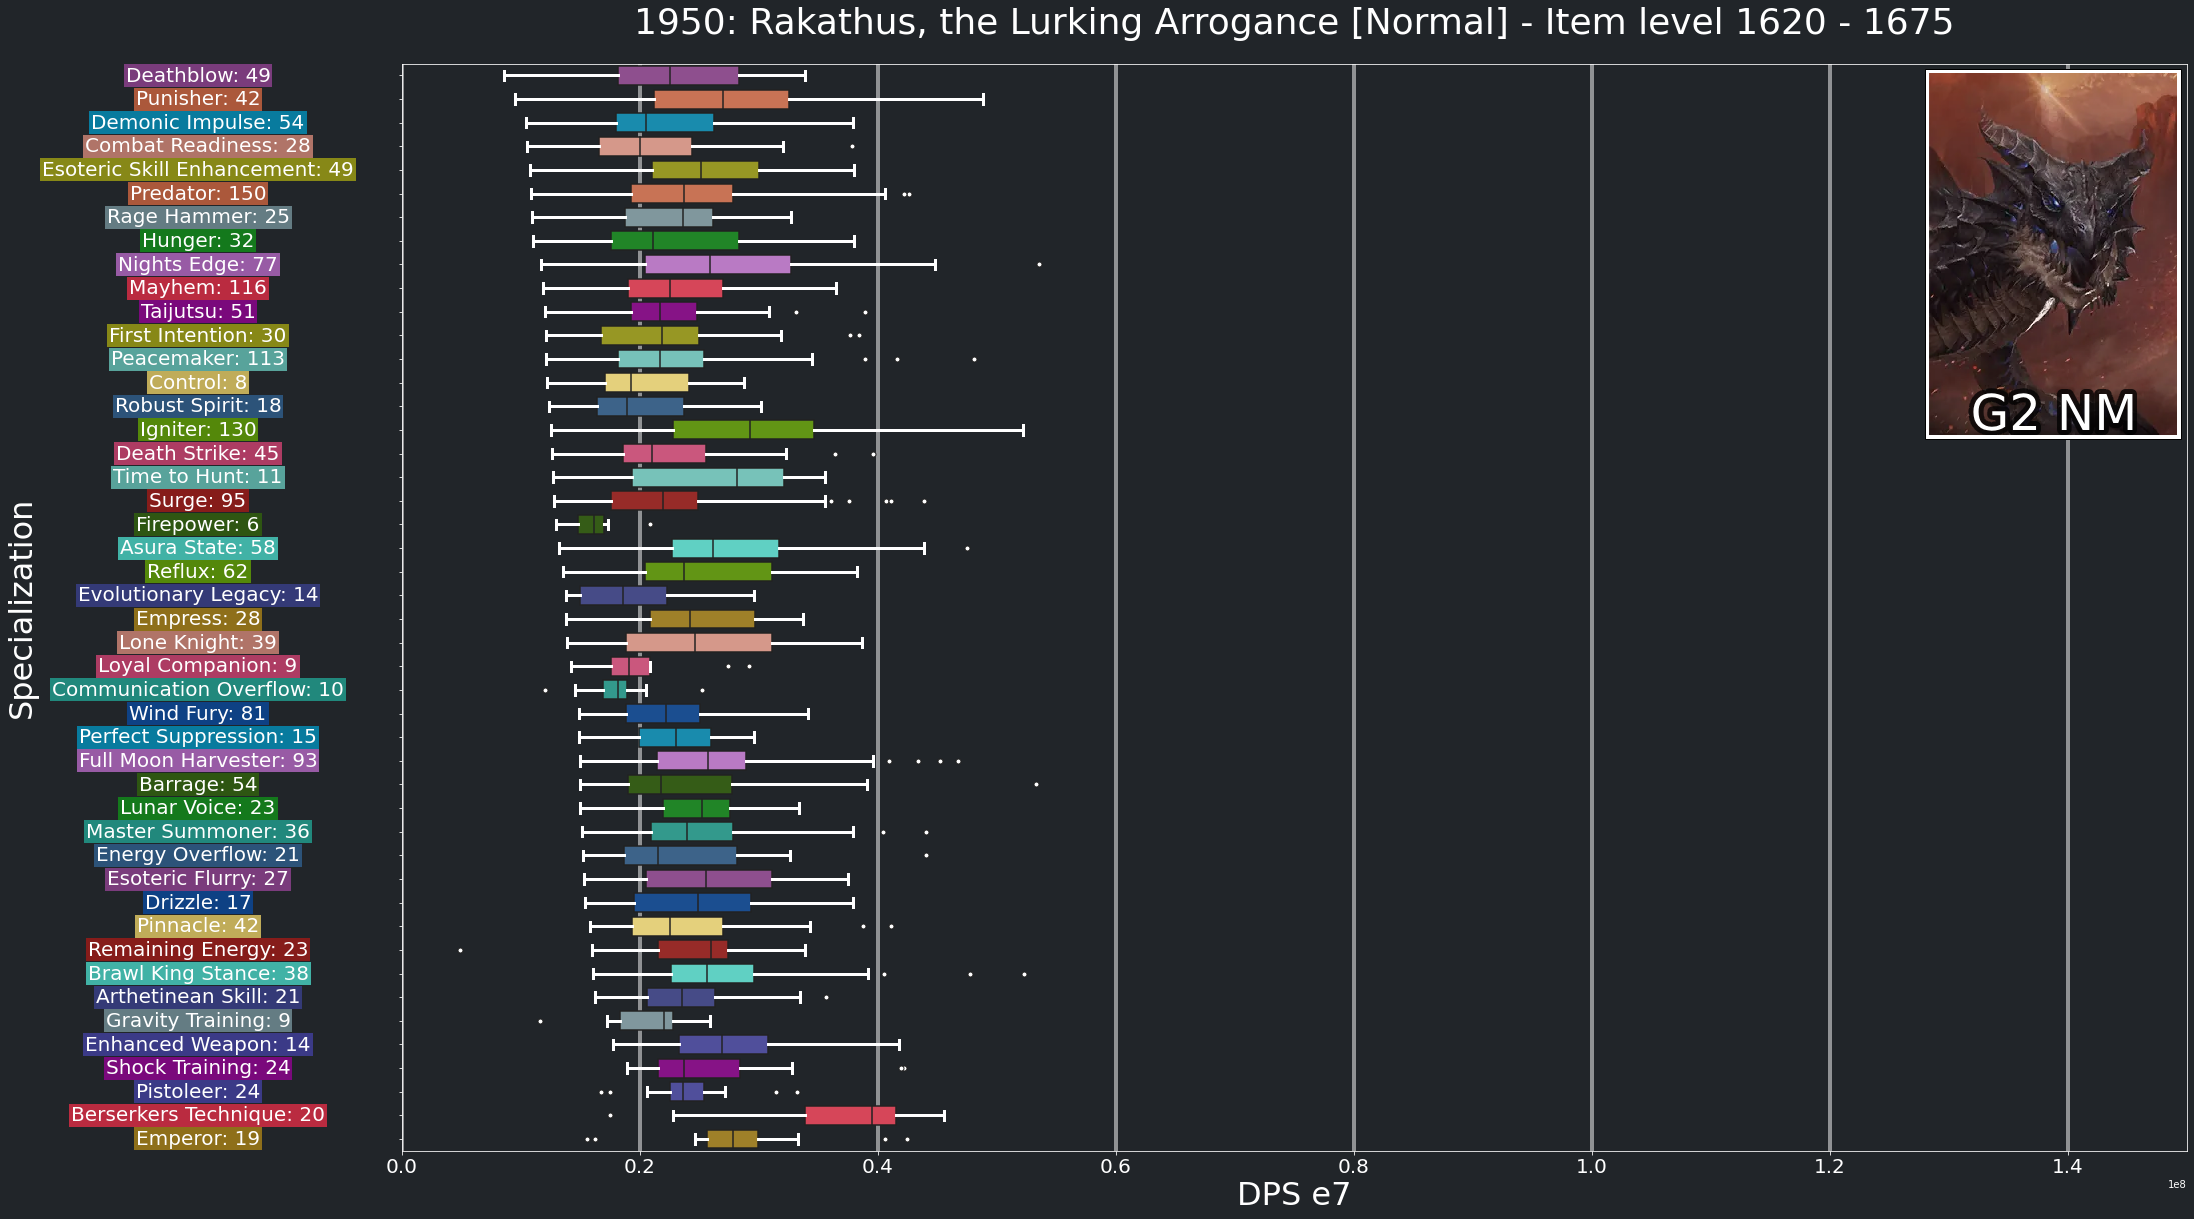 1950: Rakathus, the Lurking Arrogance [Normal] - Item level 1620 - 1675
Deathblow: 49
Punisher: 42
Demonic Impulse: 54
Combat Readiness: 28
Esoteric Skill Enhancement: 49
Predator: 150
Rage Hammer: 25
Hunger: 32
Nights Edge: 77
Mayhem: 116
Taijutsu: 51
First Intention: 30
Peacemaker: 113
Control: 8
Robust Spirit: 18
Igniter: 130
Death Strike: 45
Time to Hunt: 11
Surge: 95
Firepower: 6
Asura State: 58
Reflux: 62
Evolutionary Legacy: 14
Empress: 28
Lone Knight: 39
Loyal Companion: 9
Communication Overflow: 10
Wind Fury: 81
Perfect Suppression: 15
Full Moon Harvester: 93
Barrage: 54
Lunar Voice: 23
Master Summoner: 36
Energy Overflow: 21
Esoteric Flurry: 27
Drizzle: 17
Pinnacle: 42
Remaining Energy: 23
Brawl King Stance: 38
Arthetinean Skill: 21
Gravity Training: 9
Enhanced Weapon: 14
Shock Training: 24
Pistoleer: 24
Berserkers Technique: 20
Emperor: 19
Specialization
G2 NM
0.0 0.2 0.4 0.6 0.8 1.0 1.2 1.4
1e8
DPS e7